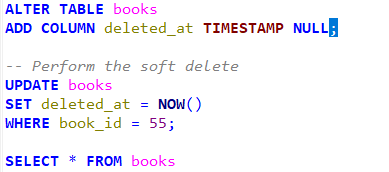 ALTER TABLE books
ADD COLUMN deleted_at TIMESTAMP NULL;
-- Perform the soft delete
UPDATE books
SET deleted_at = NOW()
WHERE book_id = 55;
SELECT * FROM books